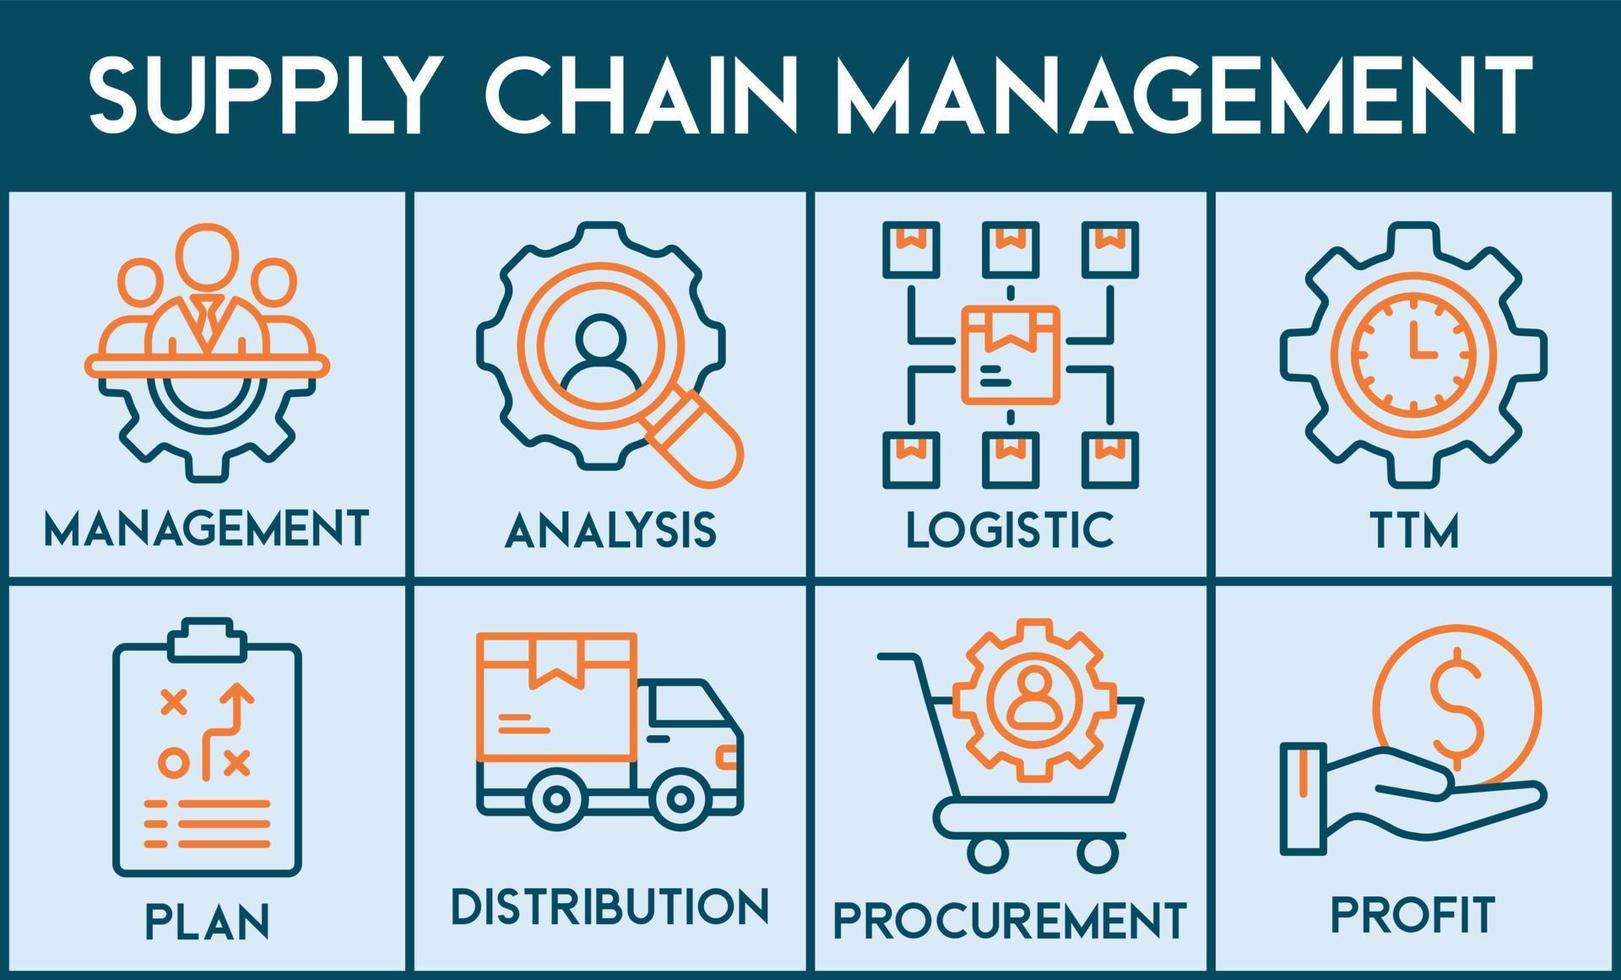 SUPPLY CHAIN MANAGEMENT
MANAGEMENT
ANALYSIS
LOGISTIC
TTM
PLAN
DISTRIBUTION
PROCUREMENT
PROFIT